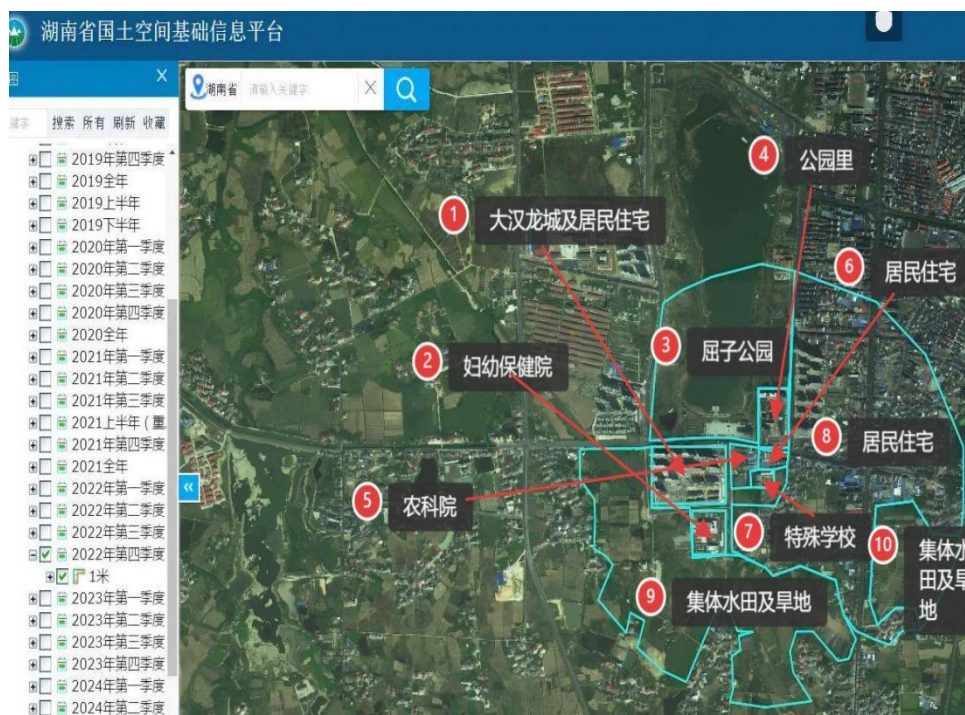 湖南省国土空间基础信息平台
图
湖南省 请输入关键字
键字 搜索 所有 刷新 收藏
2019年第四季度
2019全年
2019上半年
2019下半年
2020年第一季度
2020年第二季度
2020年第三季度
2020年第四季度
2020全年
2021年第一季度
2021年第二季度
2021年第三季度
2021上半年(重
2021年第四季度
2021全年
2022年第一季度
2022年第二季度
2022年第三季度
2022年第四季度
1米
2023年第一季度
2023年第二季度
2023年第三季度
2023年第四季度
2024年第一季度
2024年第二季度
4 公园里
1 大汉龙城及居民住宅
6 居民住宅
3 屈子公园
2 妇幼保健院
8 居民住宅
5 农科院
7 特殊学校
10 集体水
田及旱
地
9 集体水田及旱地